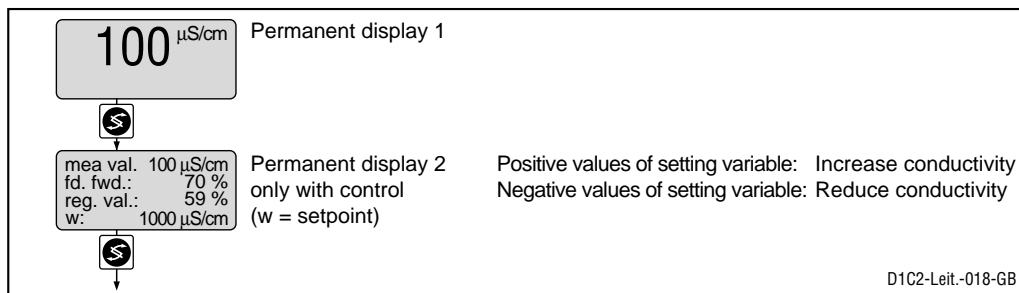 100 µS/cm Permanent display 1
mea val. 100 µS/cm Permanent display 2 Positive values of setting variable: Increase conductivity
fd. fwd.: 70 % only with control Negative values of setting variable: Reduce conductivity
reg. val.: 59 % (w = setpoint)
w: 1000 µS/cm
D1C2-Leit.-018-GB